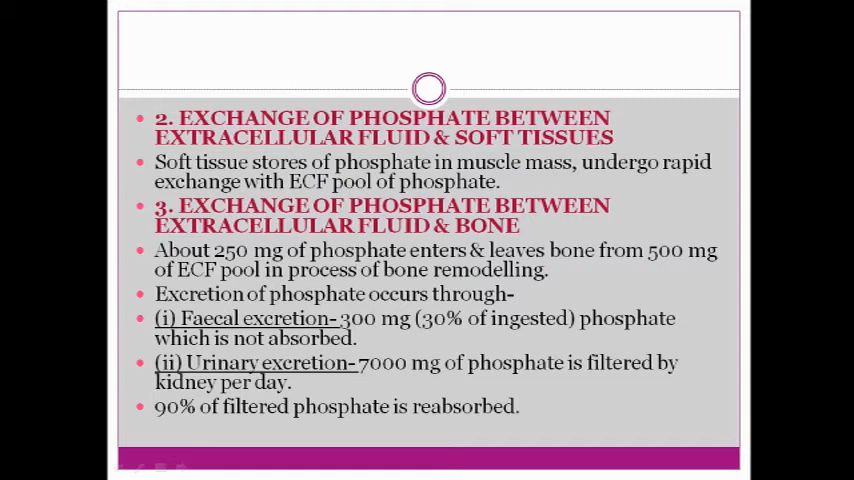 2. EXCHANGE OF PHOSPHATE BETWEEN
EXTRACELLULAR FLUID & SOFT TISSUES
Soft tissue stores of phosphate in muscle mass, undergo rapid
exchange with ECF pool of phosphate.
3. EXCHANGE OF PHOSPHATE BETWEEN
EXTRACELLULAR FLUID & BONE
About 250 mg of phosphate enters & leaves bone from 500 mg
of ECF pool in process of bone remodelling.
Excretion of phosphate occurs through-
(i) Faecal excretion- 300 mg (30% of ingested) phosphate
which is not absorbed.
(ii) Urinary excretion- 7000 mg of phosphate is filtered by
kidney per day.
90% of filtered phosphate is reabsorbed.